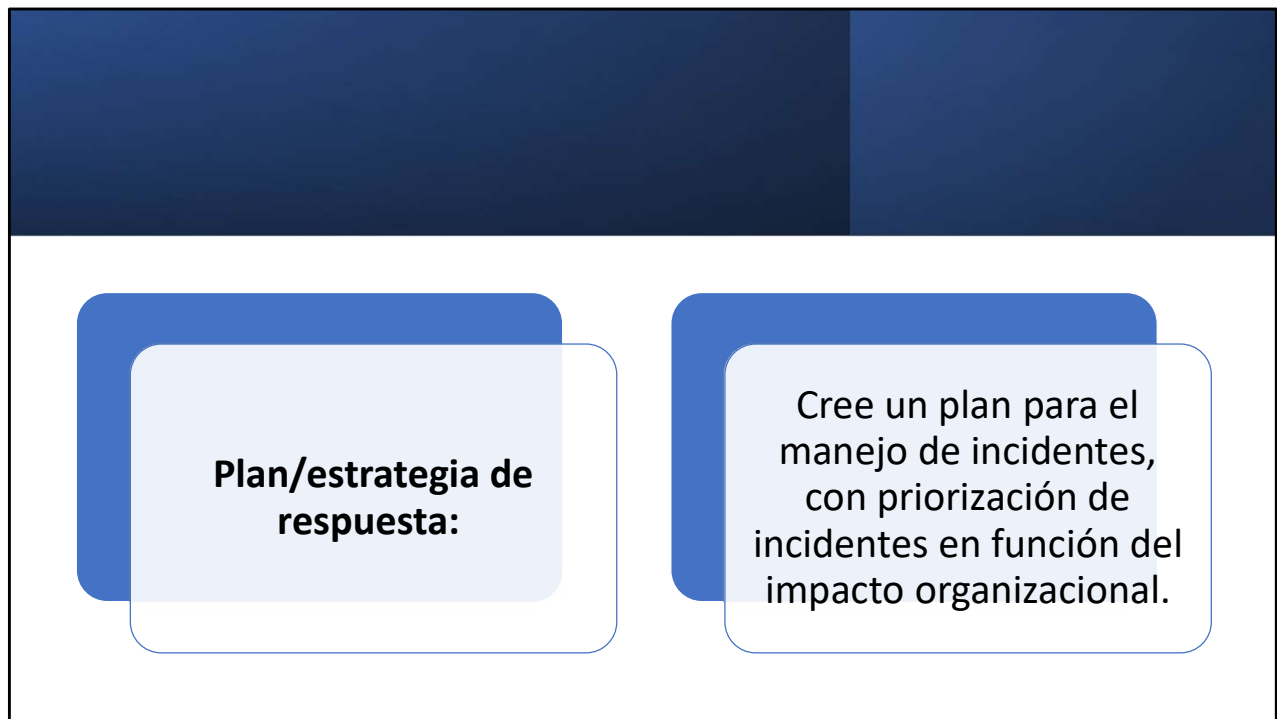 Plan/estrategia de
respuesta:
Cree un plan para el
manejo de incidentes,
con priorización de
incidentes en función del
impacto organizacional.